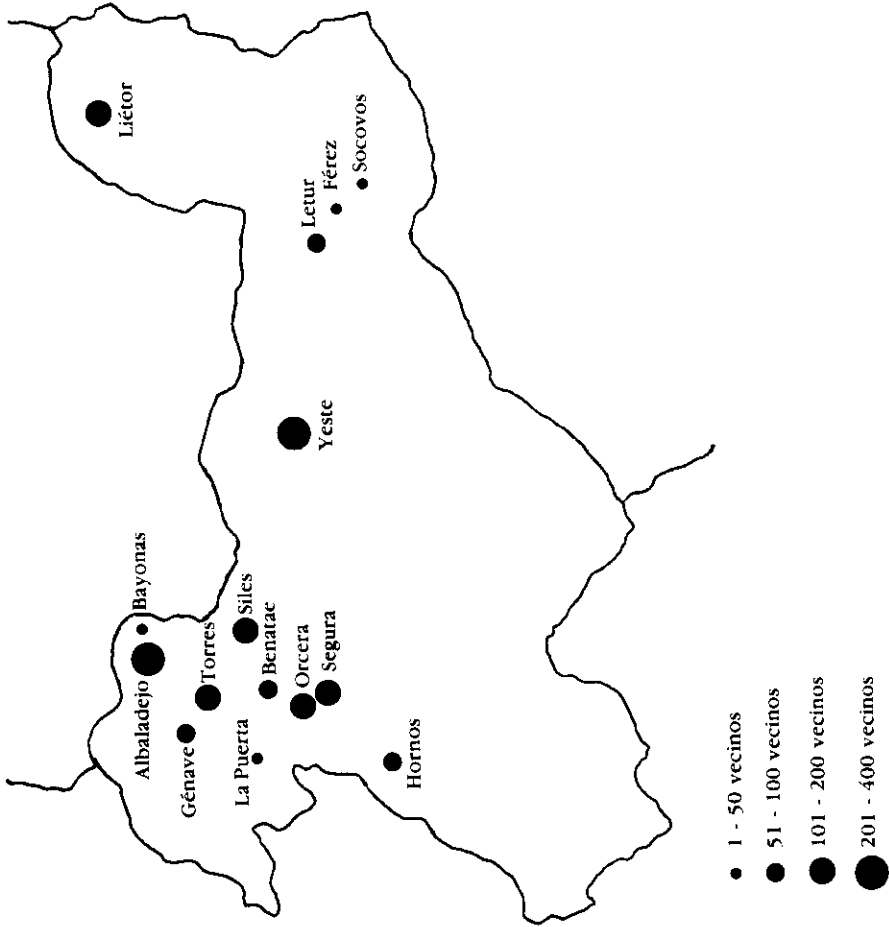 Liétor
Socovos
Férez
Letur
Yeste
Bayonas
Siles
Albaladejo
Torres
Benatae
Orcera
Segura
Génave
La Puerta
Hornos
1 - 50 vecinos
51 - 100 vecinos
101 - 200 vecinos
201 - 400 vecinos